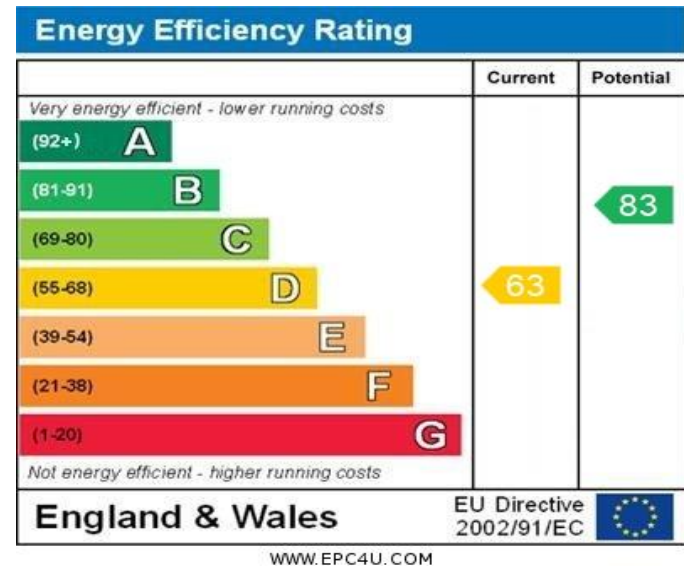 Energy Efficiency Rating
Current Potential
Very energy efficient - lower running costs
(92+) A
(81-91) B
83
(69-80) C
(55-68) D
63
(39-54) E
(21-38) F
(1-20) G
Not energy efficient - higher running costs
England & Wales
EU Directive
2002/91/EC
WWW.EPC4U.COM